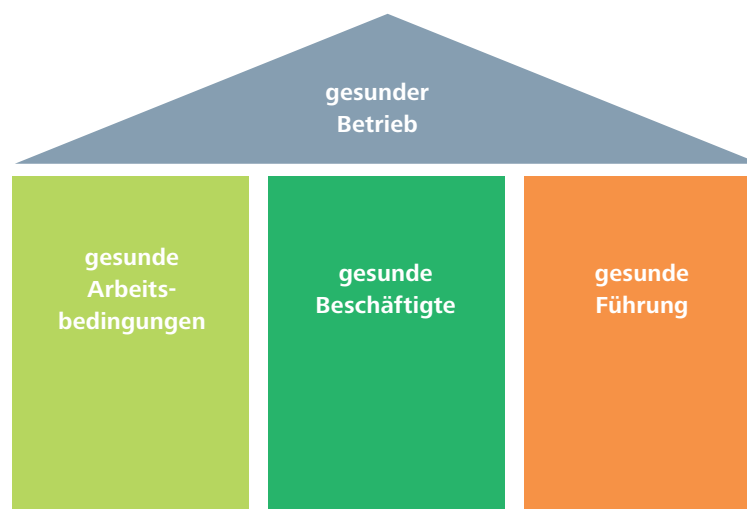 gesunder
Betrieb
gesunde
Arbeits-
bedingungen
gesunde
Beschäftigte
gesunde
Führung